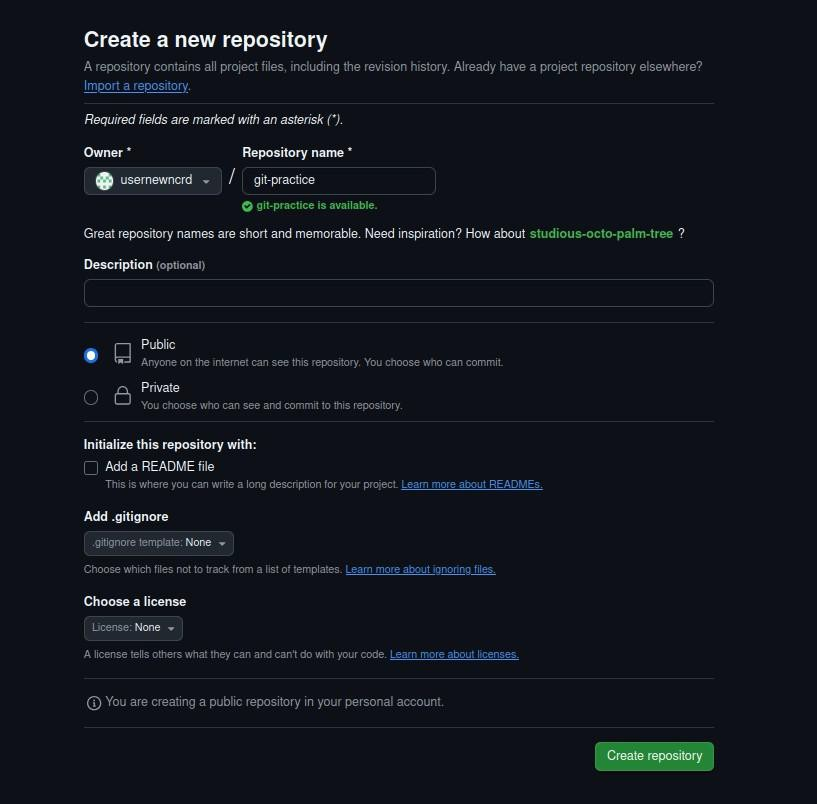 Create a new repository
A repository contains all project files, including the revision history. Already have a project repository elsewhere?
Import a repository.
Required fields are marked with an asterisk (*).
Owner * Repository name *
usernewncrd / git-practice
git-practice is available.
Great repository names are short and memorable. Need inspiration? How about studious-octo-palm-tree ?
Description (optional)
Public
Anyone on the internet can see this repository. You choose who can commit.
Private
You choose who can see and commit to this repository.
Initialize this repository with:
Add a README file
This is where you can write a long description for your project. Learn more about READMEs.
Add .gitignore
.gitignore template: None
Choose which files not to track from a list of templates. Learn more about ignoring files.
Choose a license
License: None
A license tells others what they can and can't do with your code. Learn more about licenses.
You are creating a public repository in your personal account.
Create repository